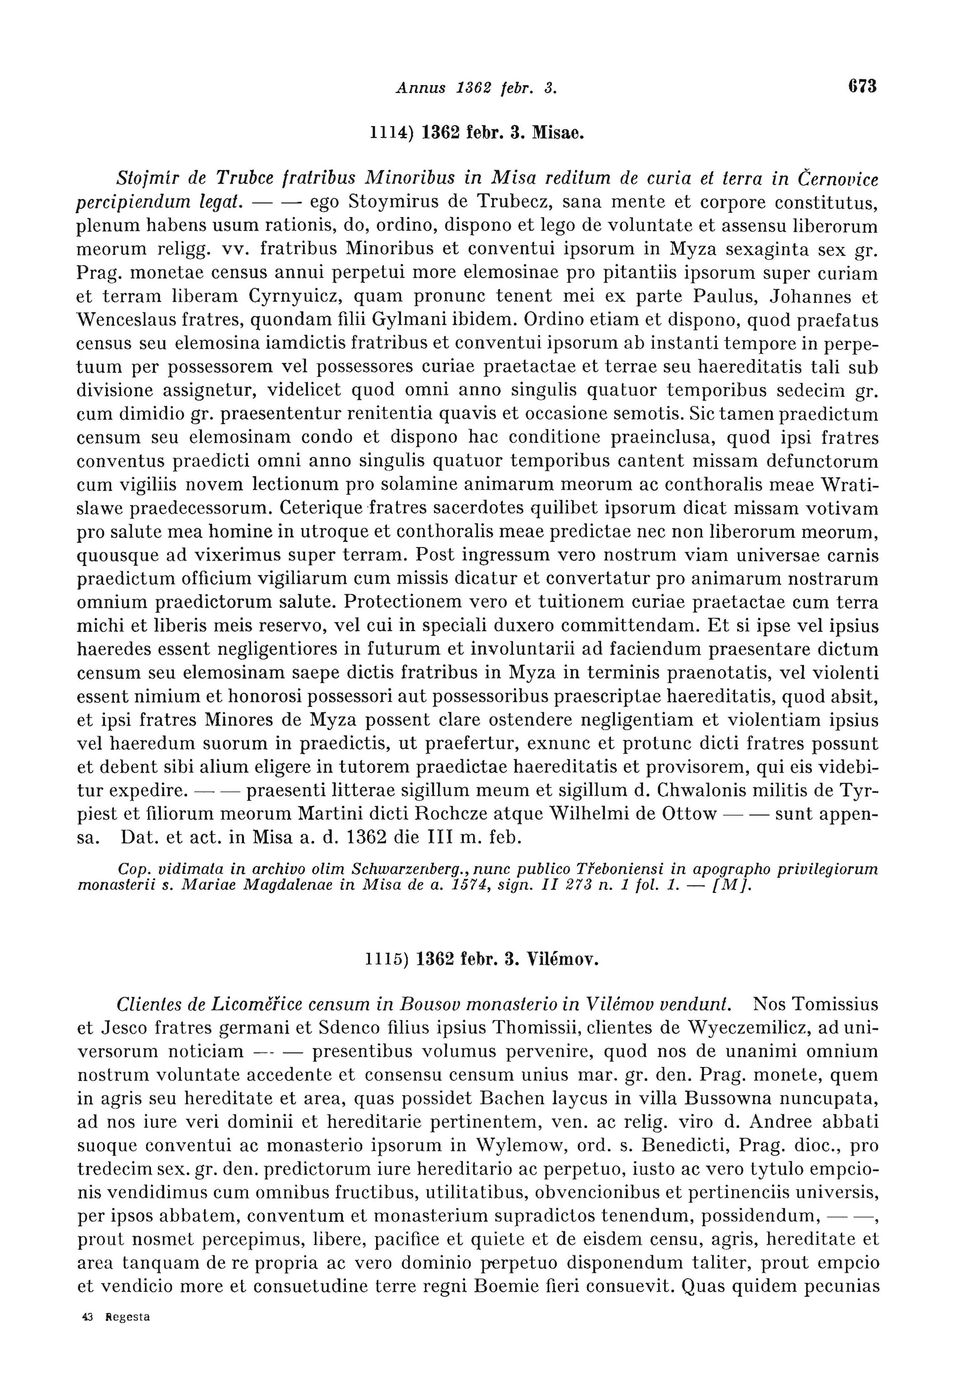 Annus 1362 febr. 3. 673
1114) 1362 febr. 3. Misae.
Stojmír de Trubce fratribus Minoribus in Misa reditum de curia et terra in Černovice
percipiendum legat. — — ego Stoymirus de Trubecz, sana mente et corpore constitutus,
plenum habens usum rationis, do, ordino, dispono et lego de voluntate et assensu liberorum
meorum religg. vv. fratribus Minoribus et conventui ipsorum in Myza sexaginta sex gr.
Prag. monetae census annui perpetui more elemosinae pro pitantiis ipsorum super curiam
et terram liberam Cyrnyuicz, quam pronunc tenent mei ex parte Paulus, Johannes et
Wenceslaus fratres, quondam filii Gylmani ibidem. Ordino etiam et dispono, quod praefatus
census seu elemosina iamdictis fratribus et conventui ipsorum ab instanti tempore in perpe-
tuum per possessorem vel possessores curiae praetactae et terrae seu haereditatis tali sub
divisione assignetur, videlicet quod omni anno singulis quatuor temporibus sedecim gr.
cum dimidio gr. praesententur renitentia quavis et occasione semotis. Sic tamen praedictum
censum seu elemosinam condo et dispono hac conditione praeinclusa, quod ipsi fratres
conventus praedicti omni anno singulis quatuor temporibus cantent missam defunctorum
cum vigiliis novem lectionum pro solamine animarum meorum ac conthoralis meae Wrati-
slawe praedecessorum. Ceterique fratres sacerdotes quilibet ipsorum dicat missam votivam
pro salute mea homine in utroque et conthoralis meae predictae nec non liberorum meorum,
quousque ad vixerimus super terram. Post ingressum vero nostrum viam universae carnis
praedictum officium vigiliarum cum missis dicatur et convertatur pro animarum nostrarum
omnium praedictorum salute. Protectionem vero et tuitionem curiae praetactae cum terra
michi et liberis meis reservo, vel cui in speciali duxero committendam. Et si ipse vel ipsius
haeredes essent negligentiores in futurum et involuntarii ad faciendum praesentare dictum
censum seu elemosinam saepe dictis fratribus in Myza in terminis praenotatis, vel violenti
essent nimium et honorosi possessori aut possessoribus praescriptae haereditatis, quod absit,
et ipsi fratres Minores de Myza possent clare ostendere negligentiam et violentiam ipsius
vel haeredum suorum in praedictis, ut praefertur, exnunc et protunc dicti fratres possunt
et debent sibi alium eligere in tutorem praedictae haereditatis et provisorem, qui eis videbi-
tur expedire. — — praesenti litterae sigillum meum et sigillum d. Chwalonis militis de Tyr-
piest et filiorum meorum Martini dicti Rochcze atque Wilhelmi de Ottow — — sunt appen-
sa. Dat. et act. in Misa a. d. 1362 die III m. feb.
Cop. vidimata in archivo olim Schwarzenberg., nunc publico Třeboniensi in apographo privilegiorum
monasterii s. Mariae Magdalenae in Misa de a. 1574, sign. II 273 n. 1 fol. 1. — [M].
1115) 1362 febr. 3. Vilémov.
Clientes de Licoměřice censum in Bousov monasterio in Vilémov vendunt. Nos Tomissius
et Jesco fratres germani et Sdenco filius ipsius Thomissii, clientes de Wyeczemilicz, ad uni-
versorum noticiam — — presentibus volumus pervenire, quod nos de unanimi omnium
nostrum voluntate accedente et consensu censum unius mar. gr. den. Prag. monete, quem
in agris seu hereditate et area, quas possidet Bachen laycus in villa Bussowna nuncupata,
ad nos iure veri dominii et hereditarie pertinentem, ven. ac relig. viro d. Andree abbati
suoque conventui ac monasterio ipsorum in Wylemow, ord. s. Benedicti, Prag. dioc., pro
tredecim sex. gr. den. predictorum iure hereditario ac perpetuo, iusto ac vero tytulo empcio-
nis vendidimus cum omnibus fructibus, utilitatibus, obvencionibus et pertinenciis universis,
per ipsos abbatem, conventum et monasterium supradictos tenendum, possidendum, — —,
prout nosmet percepimus, libere, pacifice et quiete et de eisdem censu, agris, hereditate et
area tanquam de re propria ac vero dominio perpetuo disponendum taliter, prout empcio
et vendicio more et consuetudine terre regni Boemie fieri consuevit. Quas quidem pecunias
43 Regesta